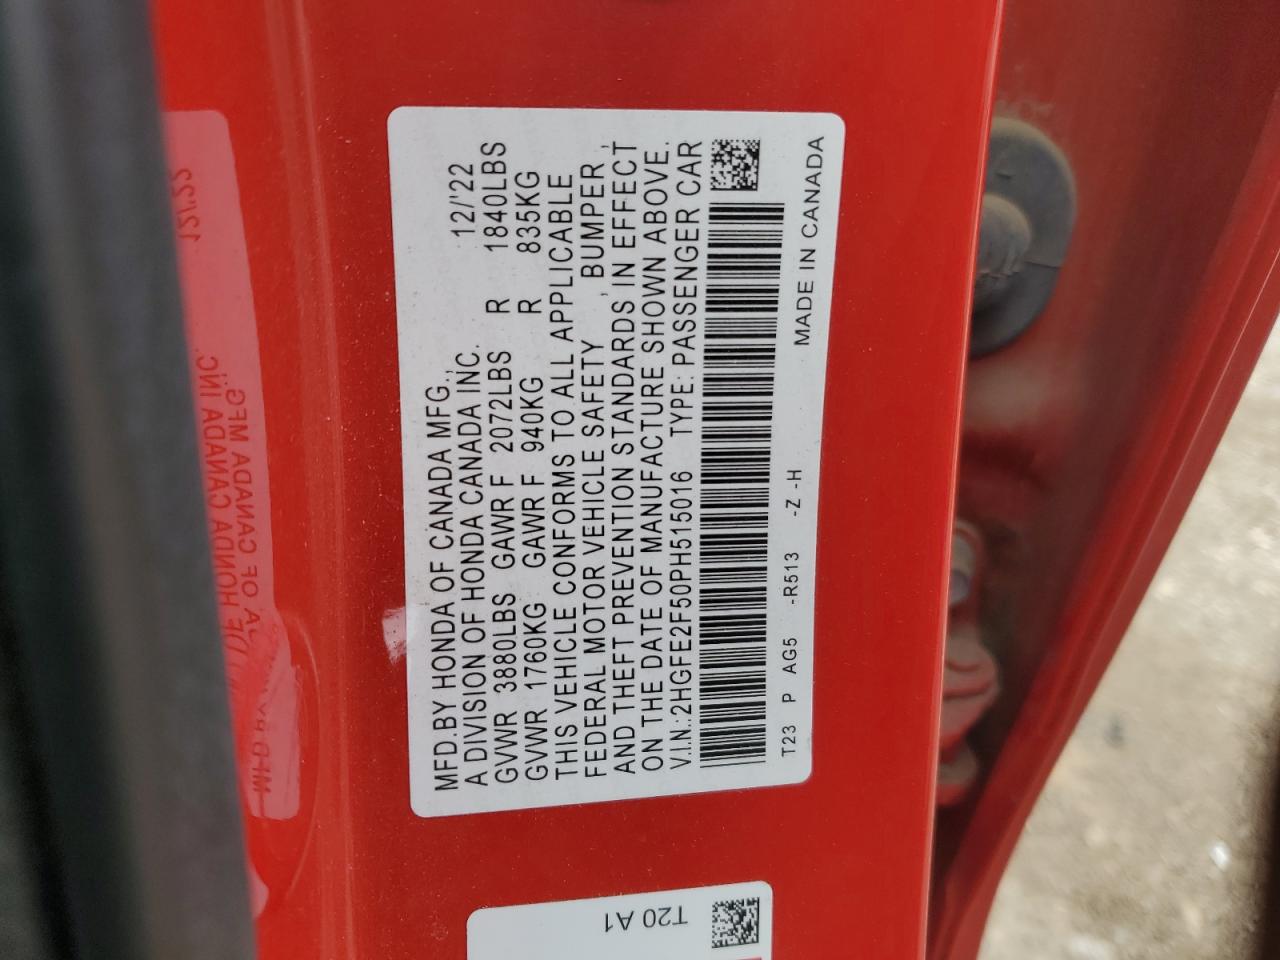 MFD.BY HONDA OF CANADA MFG.,
A DIVISION OF HONDA CANADA INC. 12/'22
GVWR 3880LBS GAWR F 2072LBS R 1840LBS
GVWR 1760KG GAWR F 940KG R 835KG
THIS VEHICLE CONFORMS TO ALL APPLICABLE
FEDERAL MOTOR VEHICLE SAFETY, BUMPER,
AND THEFT PREVENTION STANDARDS, IN EFFECT
ON THE DATE OF MANUFACTURE SHOWN ABOVE.
V.I.N.: 2HGFE2F50PH515016 TYPE: PASSENGER CAR
T23 P AG5 -R513 -Z -H MADE IN CANADA
T20 A1